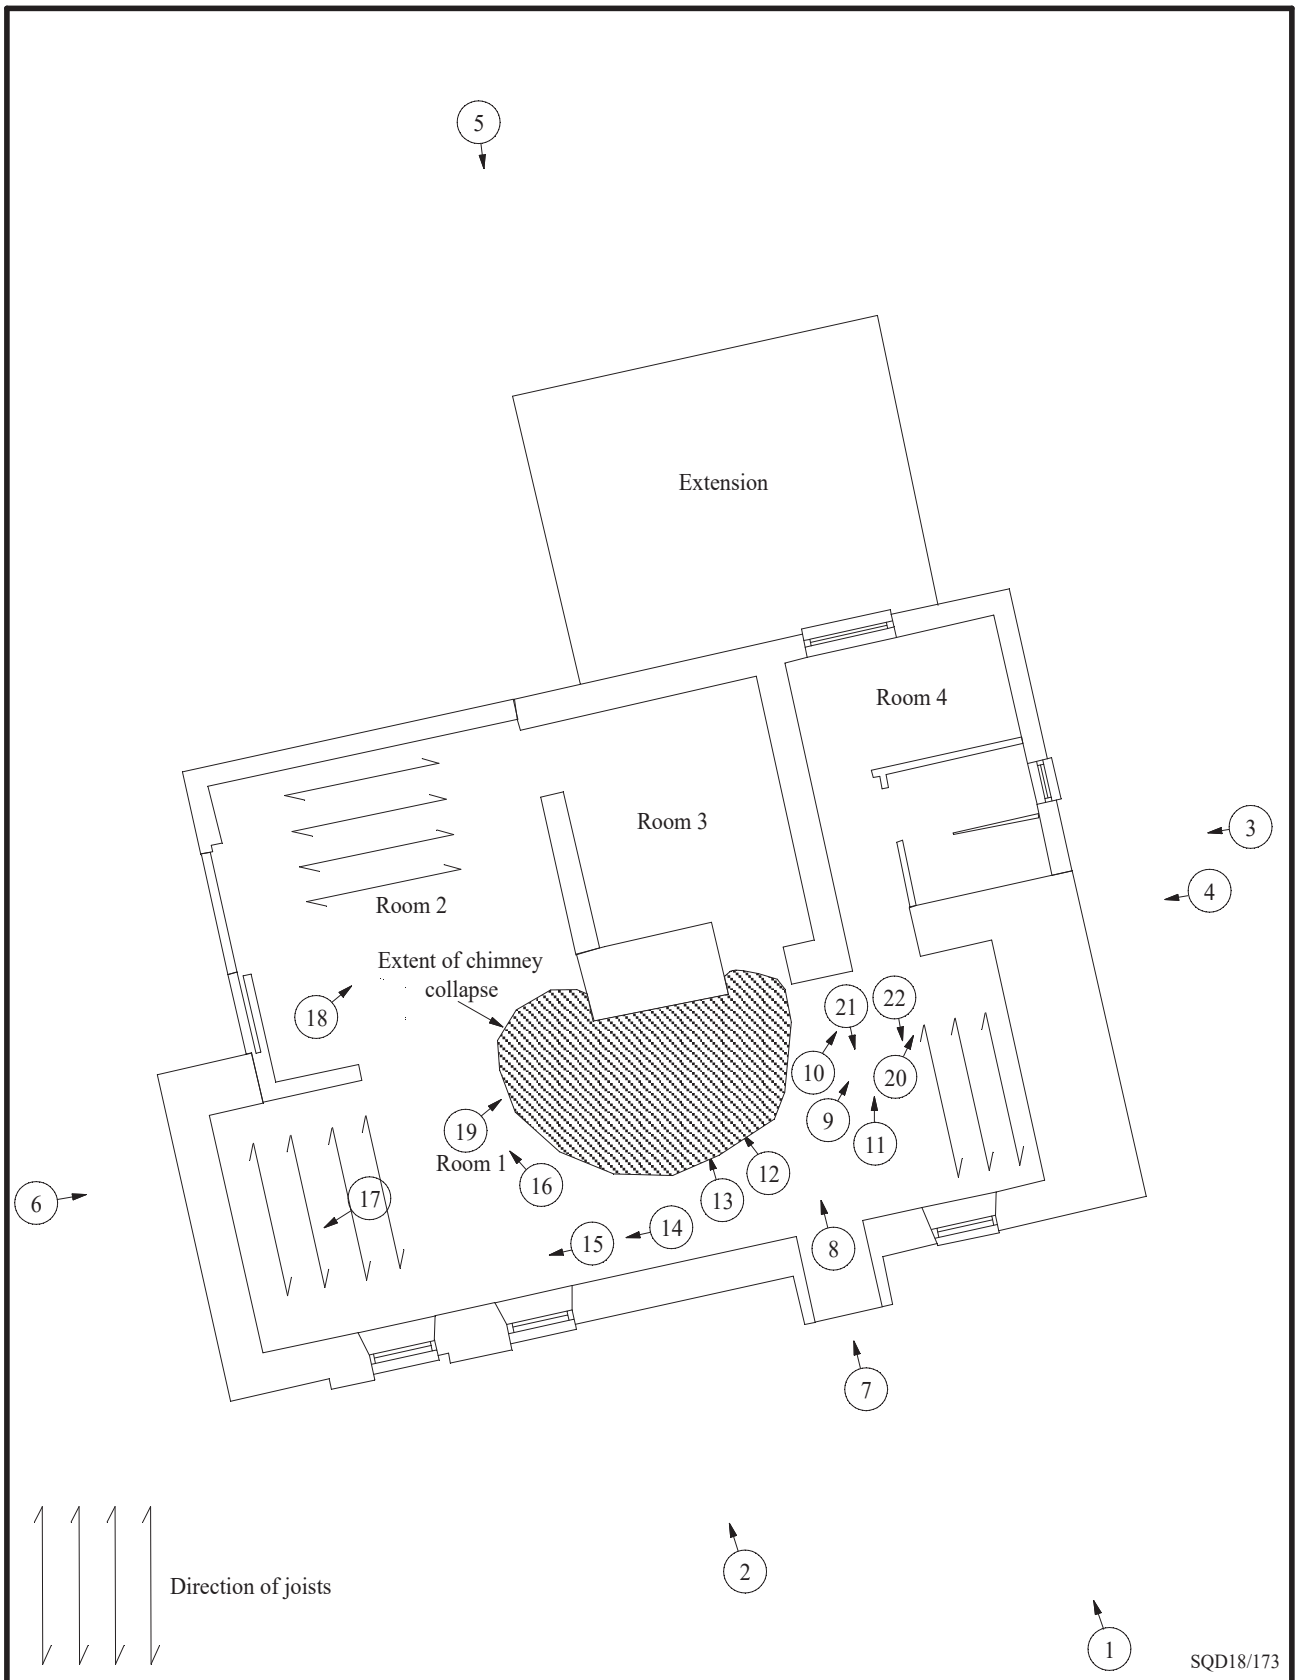 5
Extension
Room 4
Room 3
3
4
Room 2
Extent of chimney
collapse
18
21
22
10
20
9
11
19
Room 1
16
12
13
17
6
14
15
8
7
2
Direction of joists
1
SQD18/173